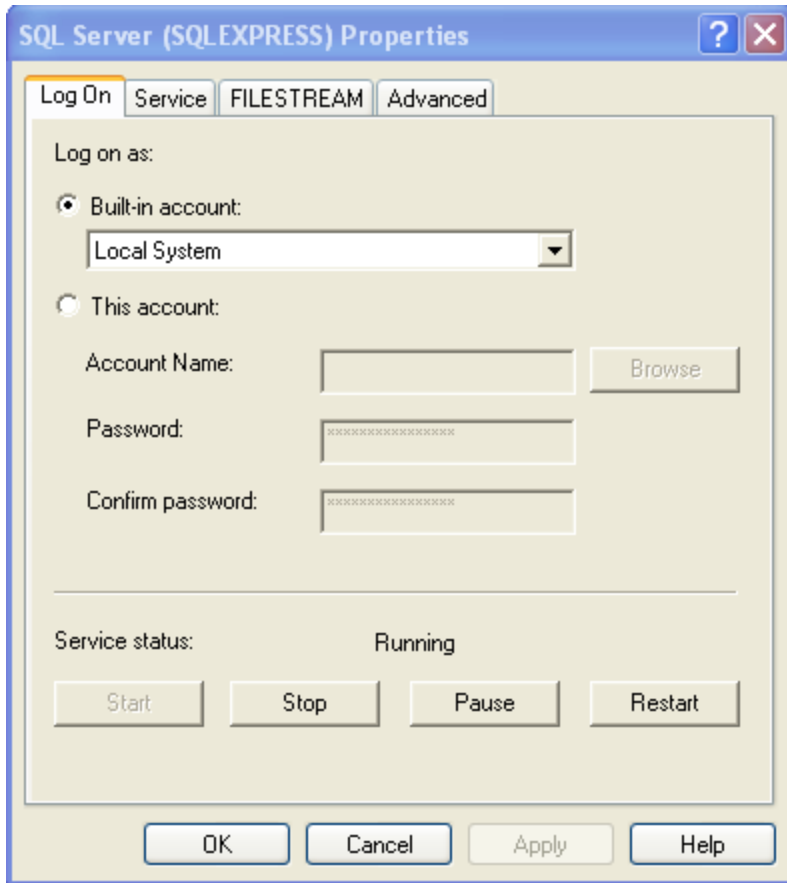 SQL Server (SQLEXPRESS) Properties
Log On Service FILESTREAM Advanced
Log on as:
Built-in account:
Local System
This account:
Account Name: Browse
Password: ****************
Confirm password: ****************
Service status: Running
Start Stop Pause Restart
OK Cancel Apply Help